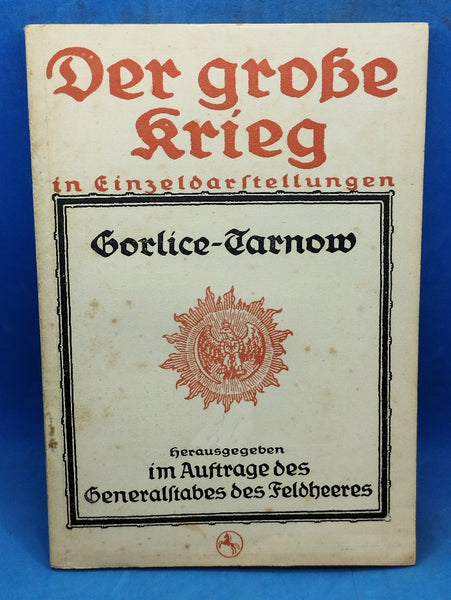 Der große
Krieg
in Einzeldarſtellungen
Gorlice-Tarnow
Herausgegeben
im Auftrage des
Generalſtabes des Feldheeres